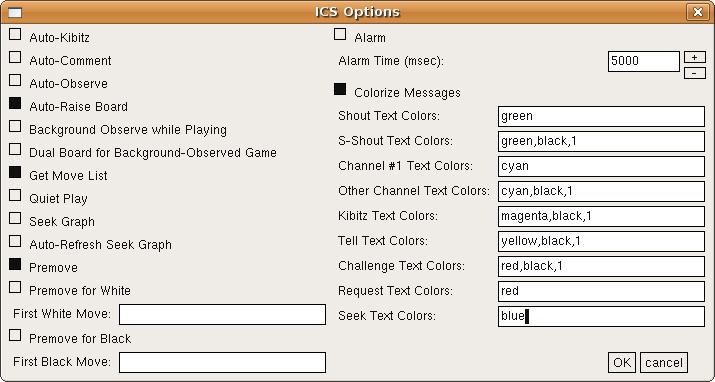 ICS Options
Auto-Kibitz
Auto-Comment
Auto-Observe
Auto-Raise Board
Background Observe while Playing
Dual Board for Background-Observed Game
Get Move List
Quiet Play
Seek Graph
Auto-Refresh Seek Graph
Premove
Premove for White
First White Move:
Premove for Black
First Black Move:
Alarm
Alarm Time (msec): 5000 + -
Colorize Messages
Shout Text Colors: green
S-Shout Text Colors: green,black,1
Channel #1 Text Colors: cyan
Other Channel Text Colors: cyan,black,1
Kibitz Text Colors: magenta,black,1
Tell Text Colors: yellow,black,1
Challenge Text Colors: red,black,1
Request Text Colors: red
Seek Text Colors: blue
OK cancel